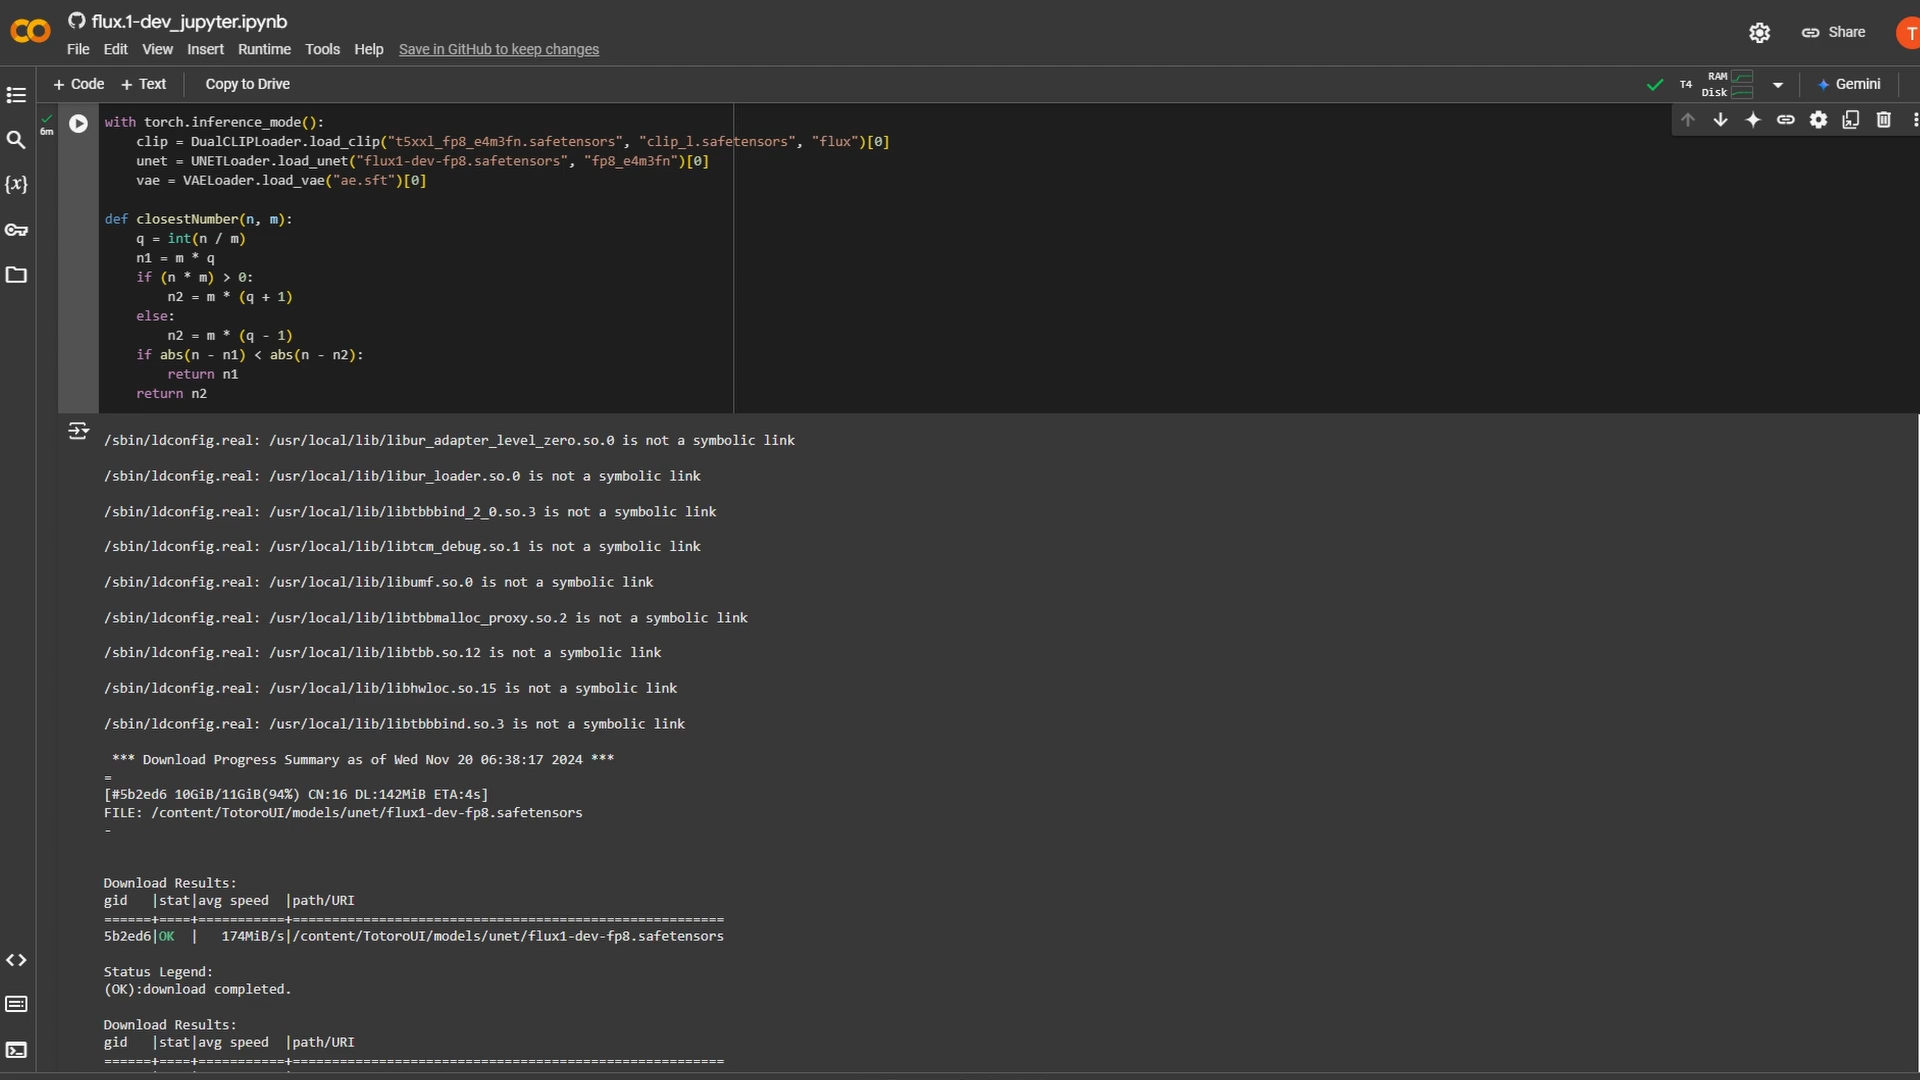 flux.1-dev_jupyter.ipynb
File Edit View Insert Runtime Tools Help Save in GitHub to keep changes
Share
T
+ Code + Text Copy to Drive
T4 RAM Disk Gemini
6m
with torch.inference_mode():
    clip = DualCLIPLoader.load_clip("t5xxl_fp8_e4m3fn.safetensors", "clip_l.safetensors", "flux")[0]
    unet = UNETLoader.load_unet("flux1-dev-fp8.safetensors", "fp8_e4m3fn")[0]
    vae = VAELoader.load_vae("ae.sft")[0]
def closestNumber(n, m):
    q = int(n / m)
    n1 = m * q
    if (n * m) > 0:
        n2 = m * (q + 1)
    else:
        n2 = m * (q - 1)
    if abs(n - n1) < abs(n - n2):
        return n1
    return n2
/sbin/ldconfig.real: /usr/local/lib/libur_adapter_level_zero.so.0 is not a symbolic link
/sbin/ldconfig.real: /usr/local/lib/libur_loader.so.0 is not a symbolic link
/sbin/ldconfig.real: /usr/local/lib/libtbbbind_2_0.so.3 is not a symbolic link
/sbin/ldconfig.real: /usr/local/lib/libtcm_debug.so.1 is not a symbolic link
/sbin/ldconfig.real: /usr/local/lib/libumf.so.0 is not a symbolic link
/sbin/ldconfig.real: /usr/local/lib/libtbbmalloc_proxy.so.2 is not a symbolic link
/sbin/ldconfig.real: /usr/local/lib/libtbb.so.12 is not a symbolic link
/sbin/ldconfig.real: /usr/local/lib/libhwloc.so.15 is not a symbolic link
/sbin/ldconfig.real: /usr/local/lib/libtbbbind.so.3 is not a symbolic link
 *** Download Progress Summary as of Wed Nov 20 06:38:17 2024 ***
=
[#5b2ed6 10GiB/11GiB(94%) CN:16 DL:142MiB ETA:4s]
FILE: /content/TotoroUI/models/unet/flux1-dev-fp8.safetensors
-
Download Results:
gid   |stat|avg speed  |path/URI
======+====+===========+=======================================================
5b2ed6|OK  |   174MiB/s|/content/TotoroUI/models/unet/flux1-dev-fp8.safetensors
Status Legend:
(OK):download completed.
Download Results:
gid   |stat|avg speed  |path/URI
======+====+===========+=======================================================